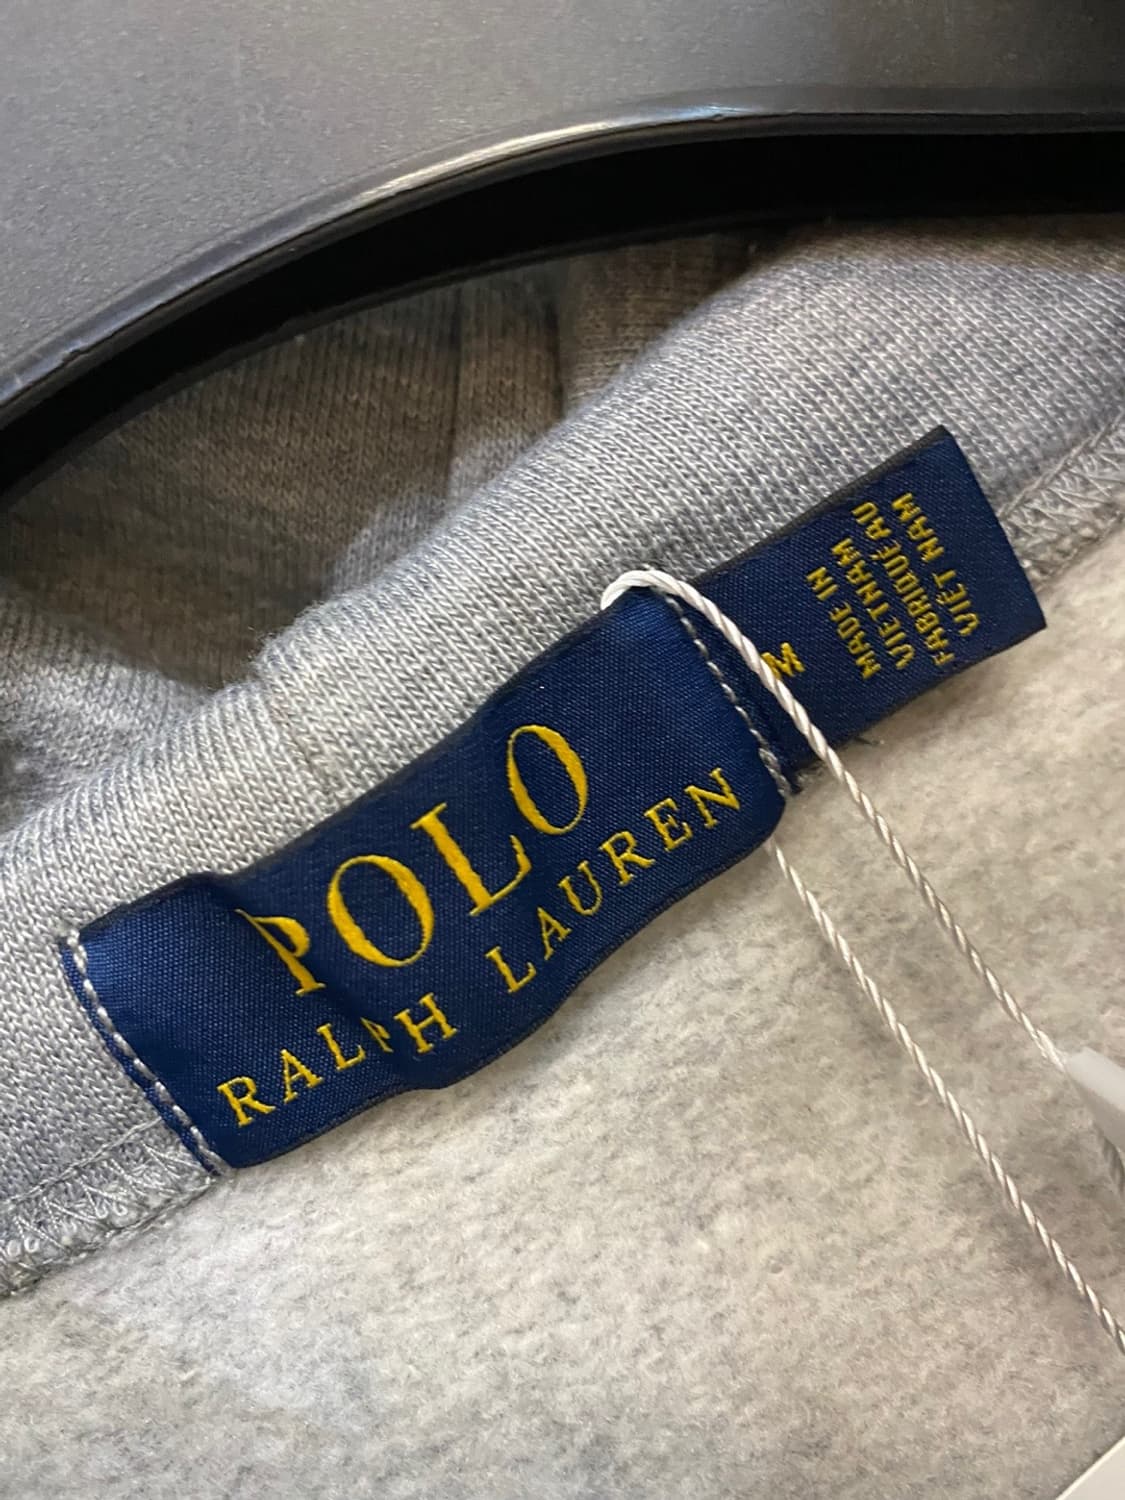 POLO
RALPH LAUREN
M
MADE IN
VIETNAM
FABRIQUÉ AU
VIÊT NAM